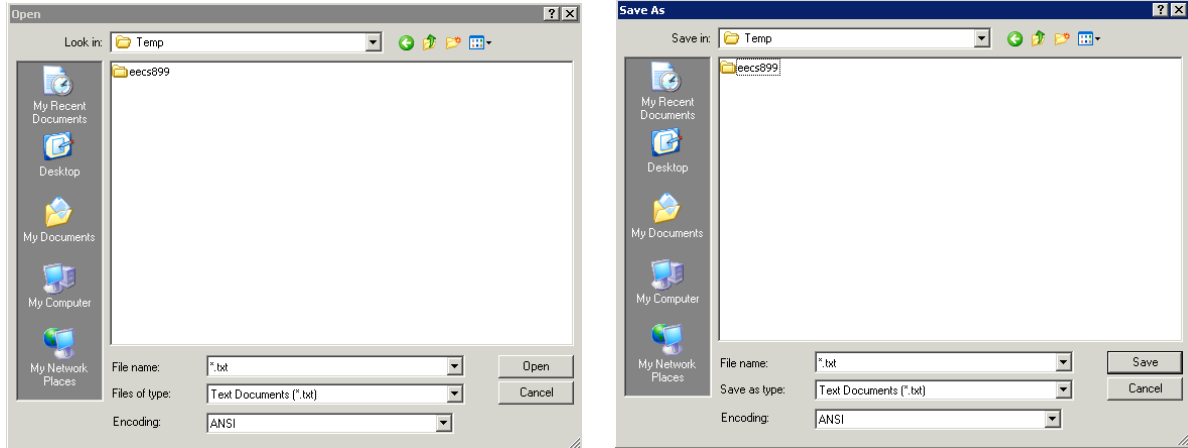 Open
Look in: Temp
eecs899
My Recent
Documents
Desktop
My Documents
My Computer
My Network
Places
File name: *.txt Open
Files of type: Text Documents (*.txt) Cancel
Encoding: ANSI
Save As
Save in: Temp
eecs899
My Recent
Documents
Desktop
My Documents
My Computer
My Network
Places
File name: *.txt Save
Save as type: Text Documents (*.txt) Cancel
Encoding: ANSI